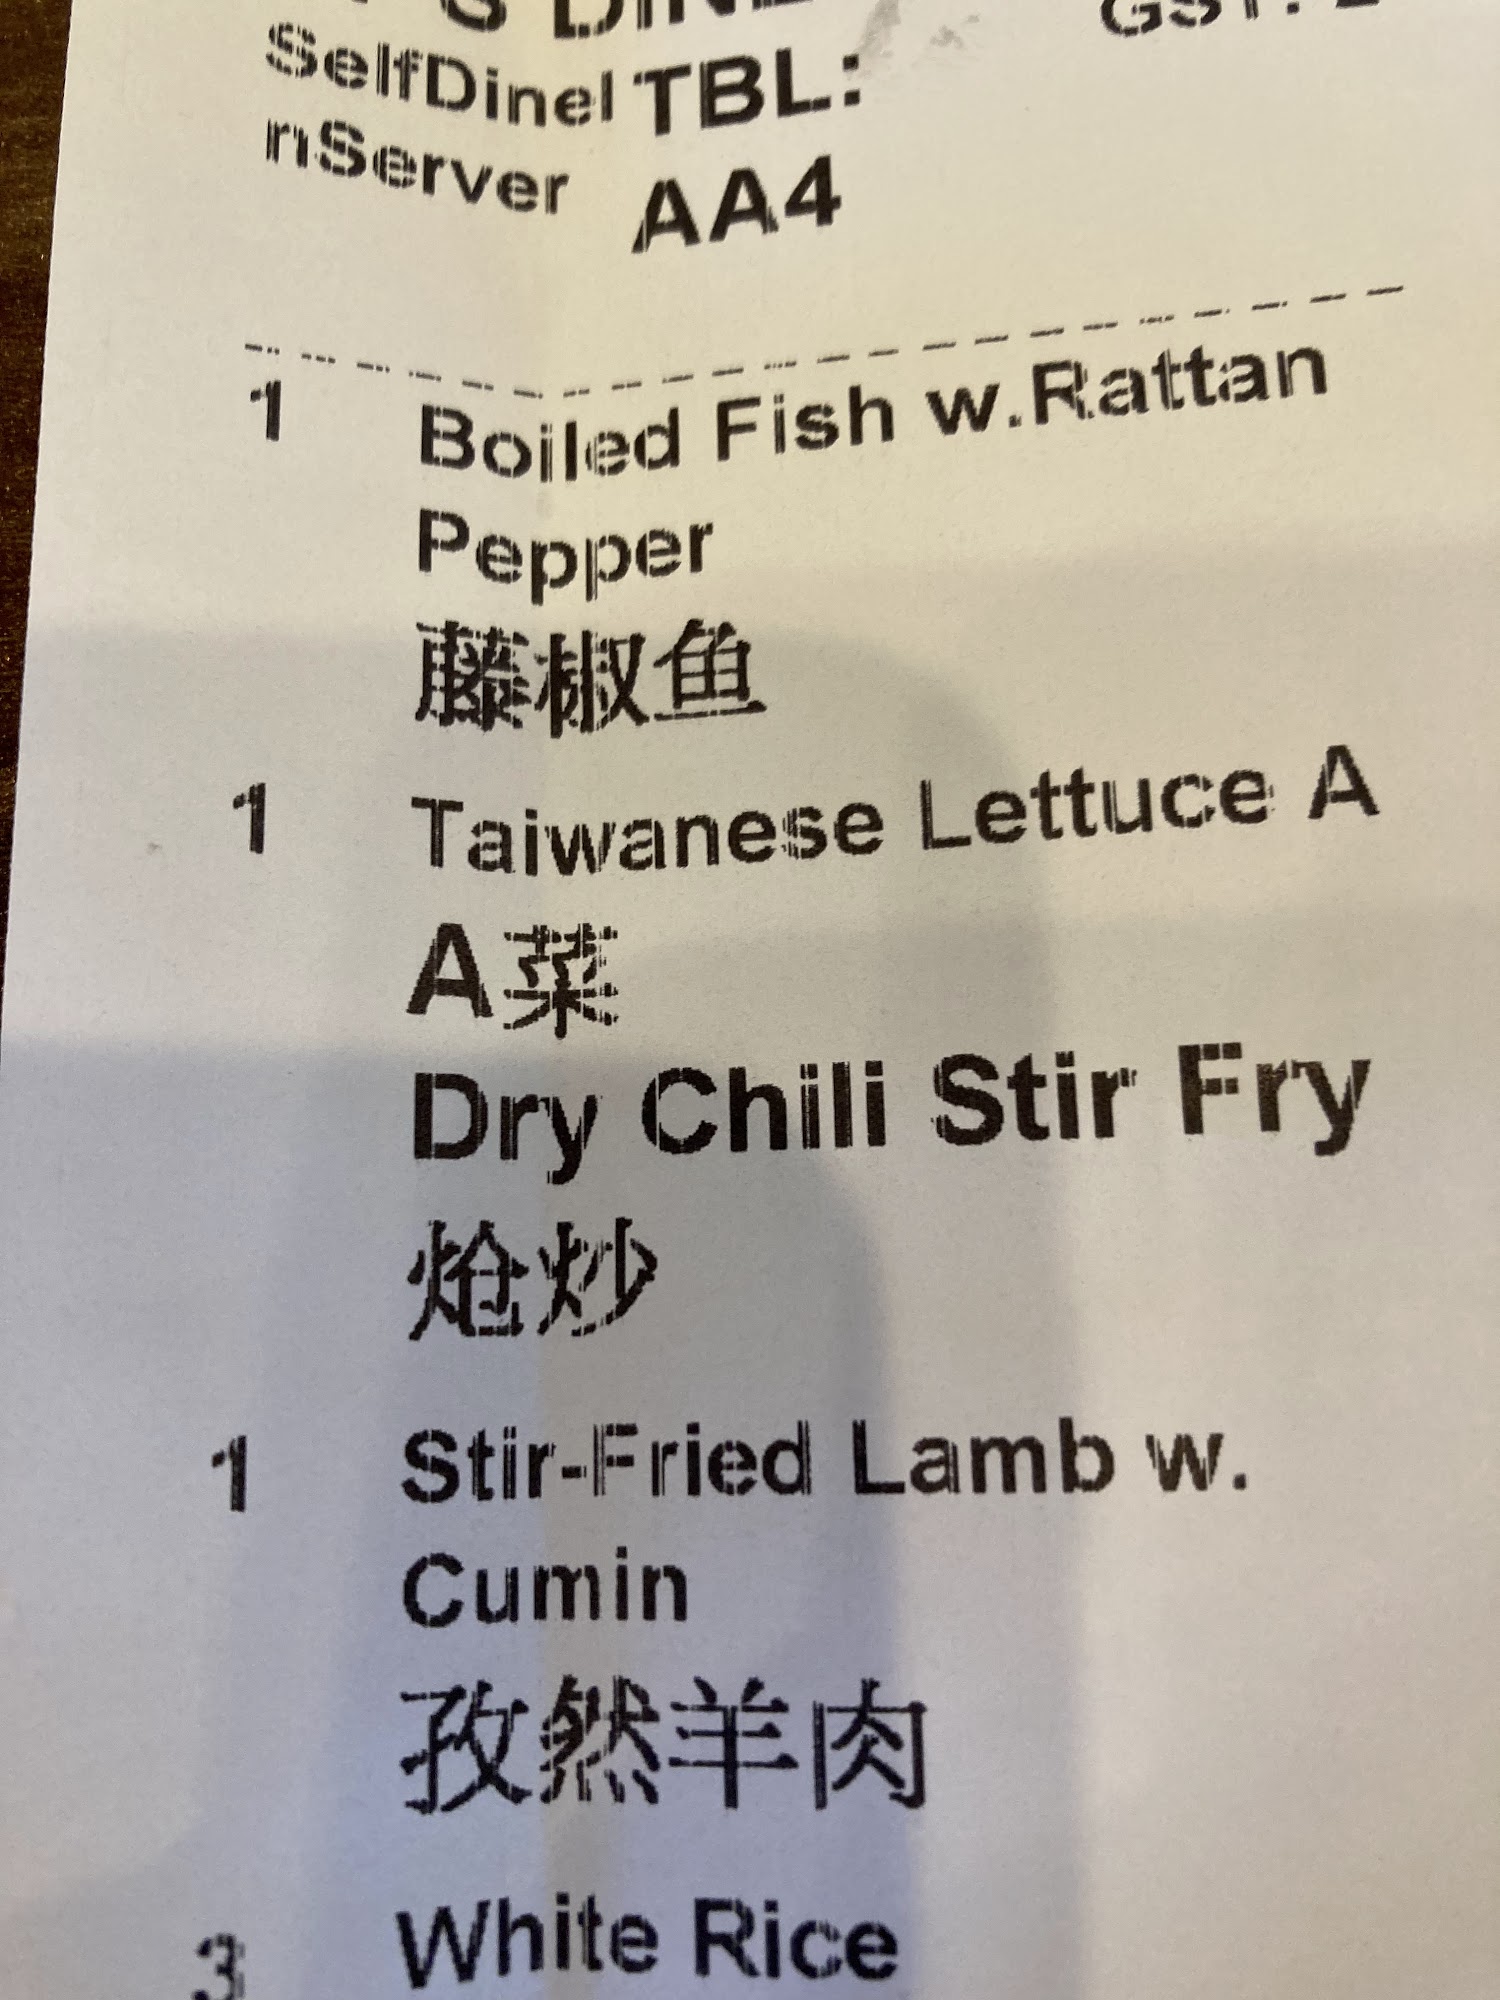 SelfDineI TBL:
nServer AA4
1 Boiled Fish w.Rattan
Pepper
藤椒鱼
1 Taiwanese Lettuce A
A菜
Dry Chili Stir Fry
炝炒
1 Stir-Fried Lamb w.
Cumin
孜然羊肉
3 White Rice